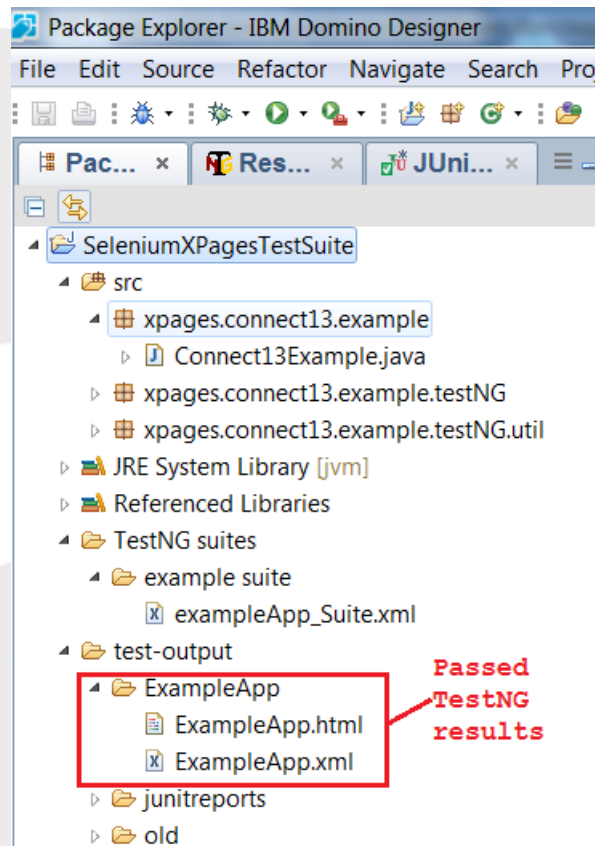 Package Explorer - IBM Domino Designer
File Edit Source Refactor Navigate Search Proj
Pac... × Res... × JUni... ×
SeleniumXPagesTestSuite
src
xpages.connect13.example
Connect13Example.java
xpages.connect13.example.testNG
xpages.connect13.example.testNG.util
JRE System Library [jvm]
Referenced Libraries
TestNG suites
example suite
exampleApp_Suite.xml
test-output
ExampleApp
ExampleApp.html
ExampleApp.xml
Passed
TestNG
results
junitreports
old